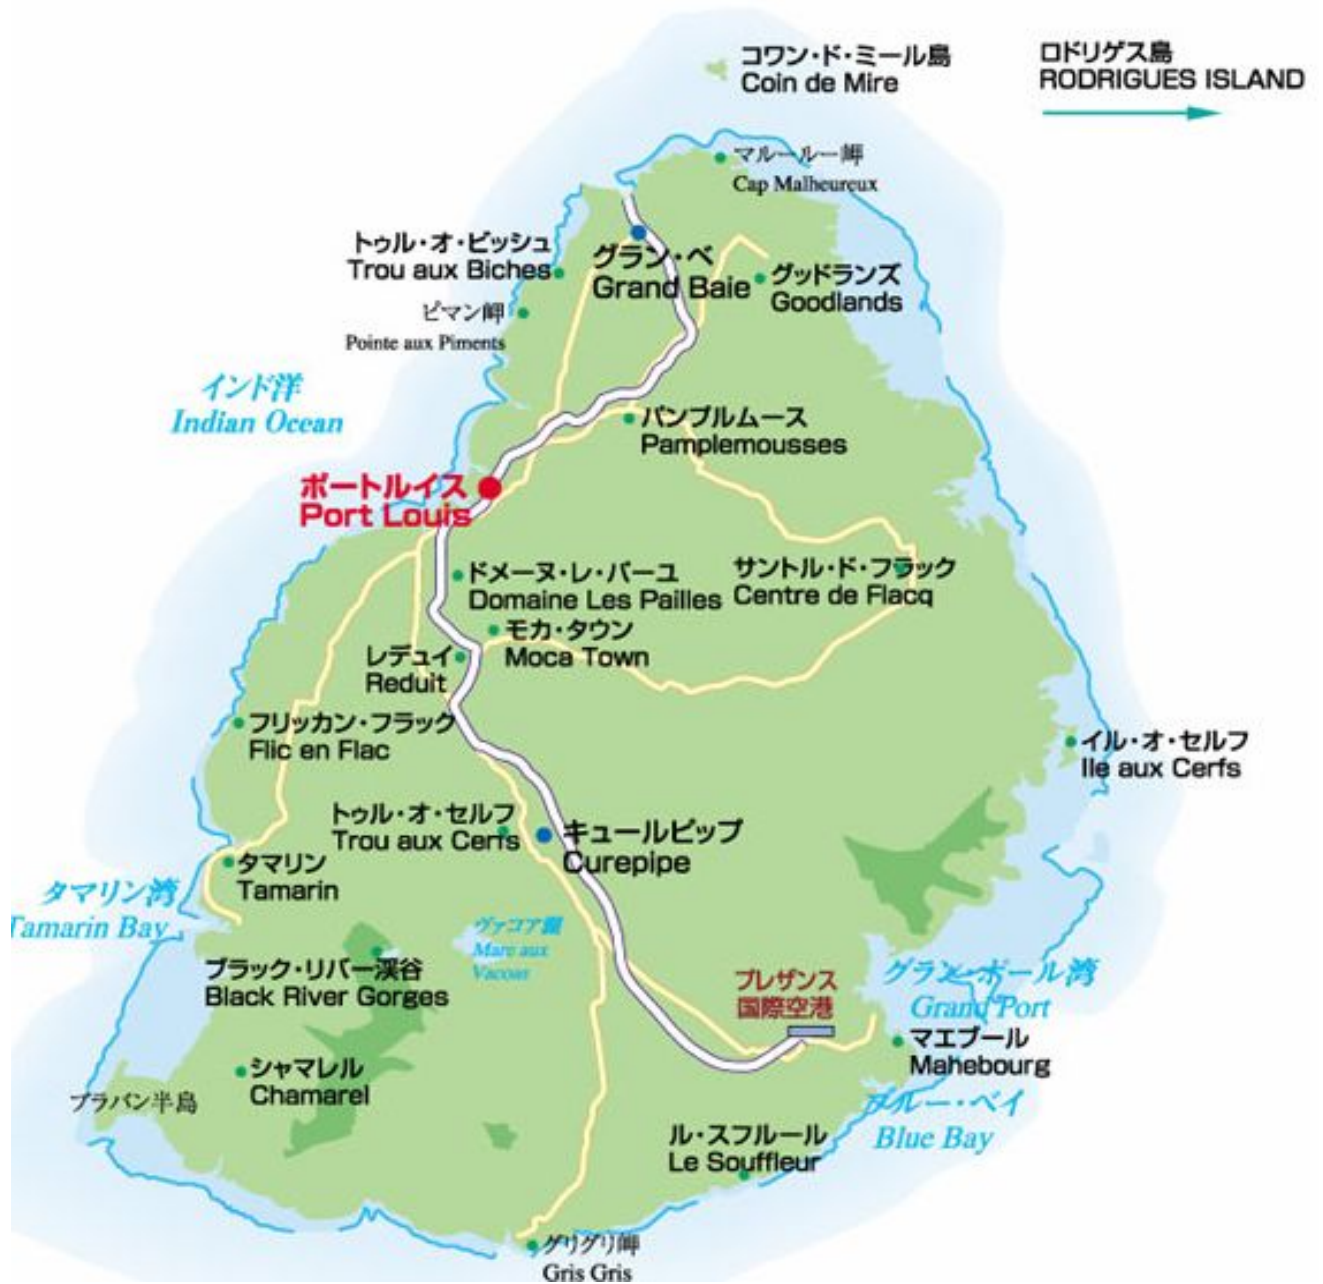 コワン・ド・ミール島
Coin de Mire
ロドリゲス島
RODRIGUES ISLAND
マルールー岬
Cap Malheureux
トゥル・オ・ビッシュ
Trou aux Biches
グラン・ベ
Grand Baie
グッドランズ
Goodlands
ピマン岬
Pointe aux Piments
インド洋
Indian Ocean
パンプルムース
Pamplemousses
ポートルイス
Port Louis
ドメーヌ・レ・パーユ
Domaine Les Pailles
サントル・ド・フラック
Centre de Flacq
モカ・タウン
Moca Town
レデュイ
Reduit
フリッカン・フラック
Flic en Flac
イル・オ・セルフ
Ile aux Cerfs
トゥル・オ・セルフ
Trou aux Cerfs
キュールピップ
Curepipe
タマリン
Tamarin
タマリン湾
Tamarin Bay
ヴァコア湖
Mare aux
Vacoas
ブラック・リバー渓谷
Black River Gorges
プレザンス
国際空港
グラン・ポール湾
Grand Port
マエブール
Mahebourg
シャマレル
Chamarel
ブラバン半島
ブルー・ベイ
Blue Bay
ル・スフルール
Le Souffleur
グリグリ岬
Gris Gris